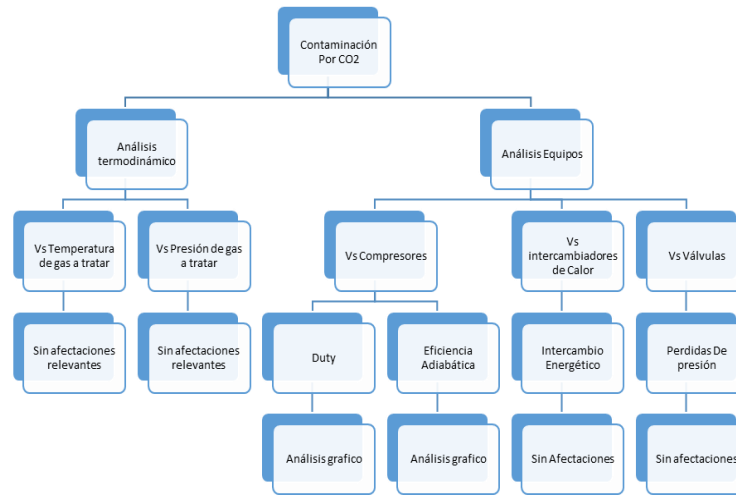 Contaminación
Por CO2
Análisis
termodinámico
Análisis Equipos
Vs Temperatura
de gas a tratar
Vs Presión de gas
a tratar
Vs Compresores
Vs
intercambiadores
de Calor
Vs Válvulas
Sin afectaciones
relevantes
Sin afectaciones
relevantes
Duty
Eficiencia
Adiabática
Intercambio
Energético
Perdidas De
presión
Análisis grafico
Análisis grafico
Sin Afectaciones
Sin afectaciones